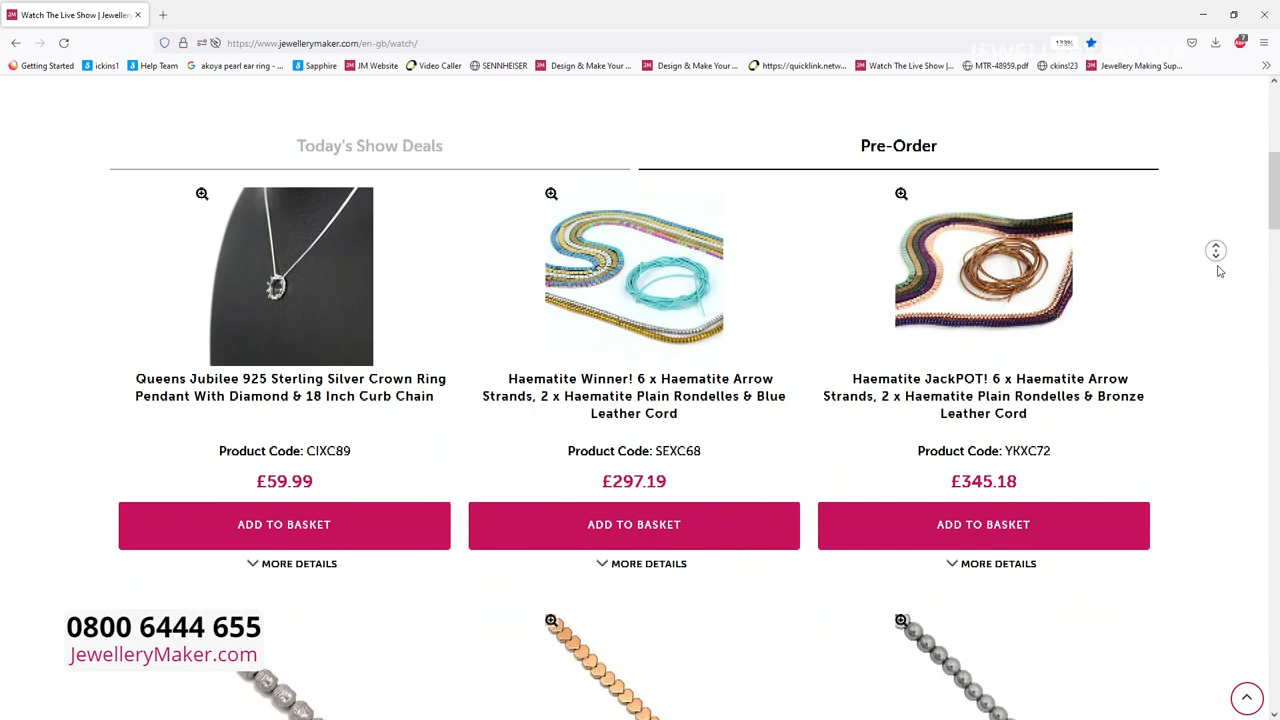 Watch The Live Show | Jeweller
https://www.jewellerymaker.com/en-gb/watch/
133%
7
JEWELLERYMAKER
Getting Started
ickins1
Help Team
akoya pearl ear ring - ...
Sapphire
JM Website
Video Caller
SENNHEISER
Design & Make Your ...
Design & Make Your ...
https://quicklink.netw...
Watch The Live Show |...
MTR-48959.pdf
ckins!23
Jewellery Making Sup...
Today's Show Deals
Pre-Order
Queens Jubilee 925 Sterling Silver Crown Ring
Pendant With Diamond & 18 Inch Curb Chain
Product Code: CIXC89
£59.99
ADD TO BASKET
MORE DETAILS
Haematite Winner! 6 x Haematite Arrow
Strands, 2 x Haematite Plain Rondelles & Blue
Leather Cord
Product Code: SEXC68
£297.19
ADD TO BASKET
MORE DETAILS
Haematite JackPOT! 6 x Haematite Arrow
Strands, 2 x Haematite Plain Rondelles & Bronze
Leather Cord
Product Code: YKXC72
£345.18
ADD TO BASKET
MORE DETAILS
0800 6444 655
JewelleryMaker.com